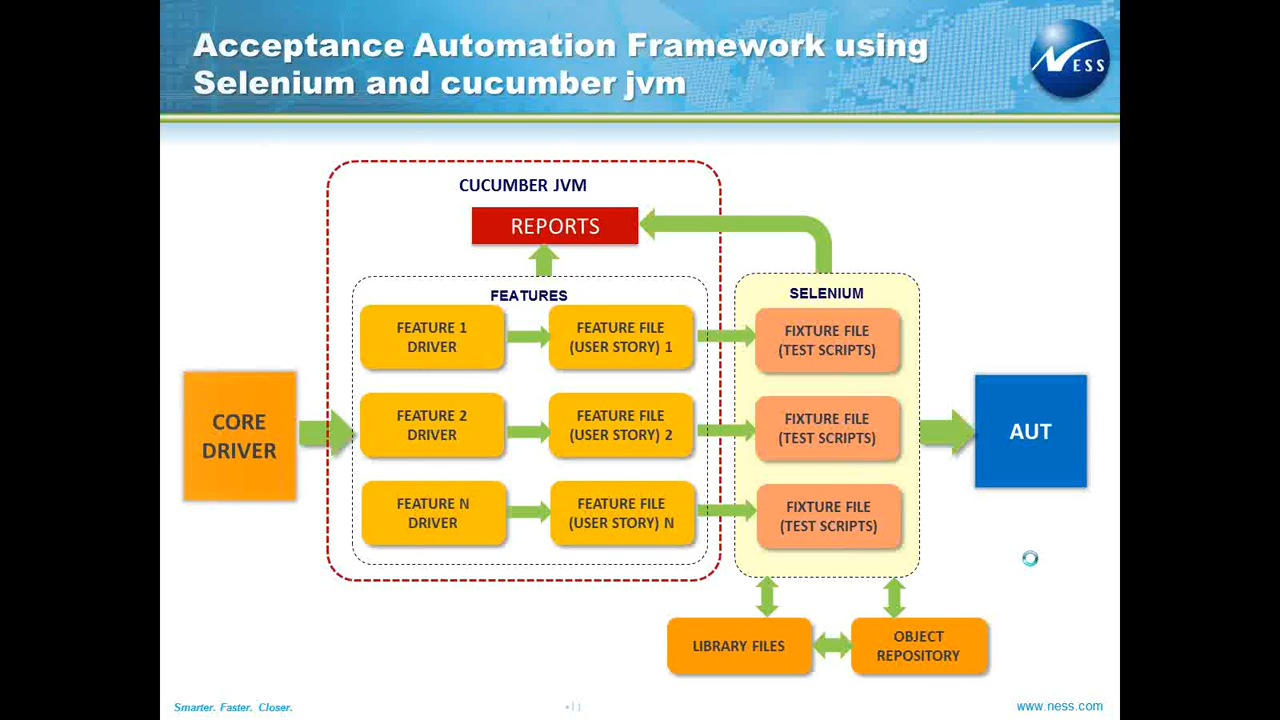 Acceptance Automation Framework using
Selenium and cucumber jvm
NESS
CUCUMBER JVM
REPORTS
FEATURES
SELENIUM
FEATURE 1
DRIVER
FEATURE FILE
(USER STORY) 1
FIXTURE FILE
(TEST SCRIPTS)
CORE
DRIVER
FEATURE 2
DRIVER
FEATURE FILE
(USER STORY) 2
FIXTURE FILE
(TEST SCRIPTS)
AUT
FEATURE N
DRIVER
FEATURE FILE
(USER STORY) N
FIXTURE FILE
(TEST SCRIPTS)
LIBRARY FILES
OBJECT
REPOSITORY
Smarter. Faster. Closer.
www.ness.com